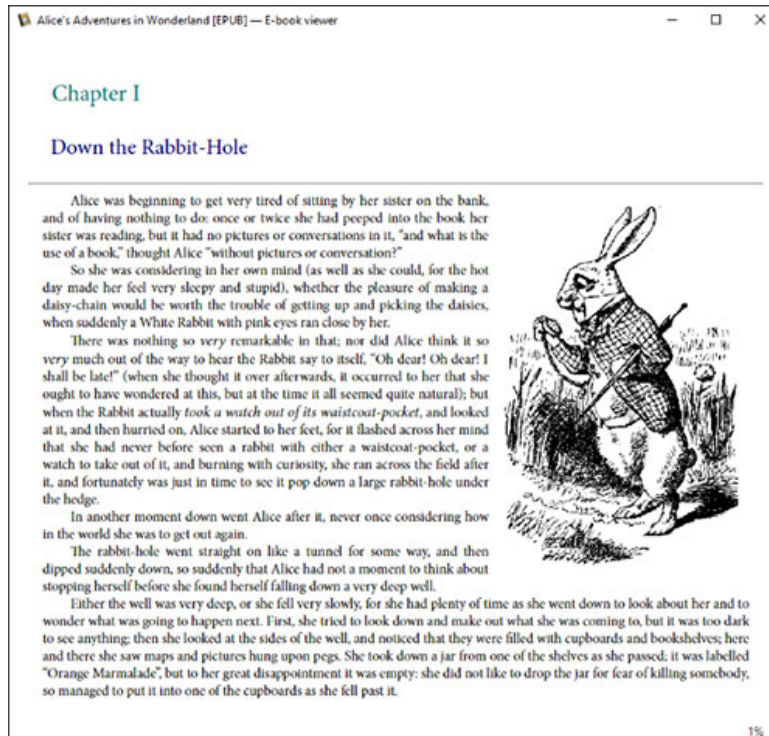 Alice's Adventures in Wonderland [EPUB] — E-book viewer
Chapter I
Down the Rabbit-Hole
Alice was beginning to get very tired of sitting by her sister on the bank,
and of having nothing to do: once or twice she had peeped into the book her
sister was reading, but it had no pictures or conversations in it, “and what is the
use of a book,” thought Alice “without pictures or conversation?”
So she was considering in her own mind (as well as she could, for the hot
day made her feel very sleepy and stupid), whether the pleasure of making a
daisy-chain would be worth the trouble of getting up and picking the daisies,
when suddenly a White Rabbit with pink eyes ran close by her.
There was nothing so very remarkable in that; nor did Alice think it so
very much out of the way to hear the Rabbit say to itself, “Oh dear! Oh dear! I
shall be late!” (when she thought it over afterwards, it occurred to her that she
ought to have wondered at this, but at the time it all seemed quite natural); but
when the Rabbit actually took a watch out of its waistcoat-pocket, and looked
at it, and then hurried on, Alice started to her feet, for it flashed across her mind
that she had never before seen a rabbit with either a waistcoat-pocket, or a
watch to take out of it, and burning with curiosity, she ran across the field after
it, and fortunately was just in time to see it pop down a large rabbit-hole under
the hedge.
In another moment down went Alice after it, never once considering how
in the world she was to get out again.
The rabbit-hole went straight on like a tunnel for some way, and then
dipped suddenly down, so suddenly that Alice had not a moment to think about
stopping herself before she found herself falling down a very deep well.
Either the well was very deep, or she fell very slowly, for she had plenty of time as she went down to look about her and to
wonder what was going to happen next. First, she tried to look down and make out what she was coming to, but it was too dark
to see anything; then she looked at the sides of the well, and noticed that they were filled with cupboards and bookshelves; here
and there she saw maps and pictures hung upon pegs. She took down a jar from one of the shelves as she passed; it was labelled
“Orange Marmalade”, but to her great disappointment it was empty: she did not like to drop the jar for fear of killing somebody,
so managed to put it into one of the cupboards as she fell past it.
1%